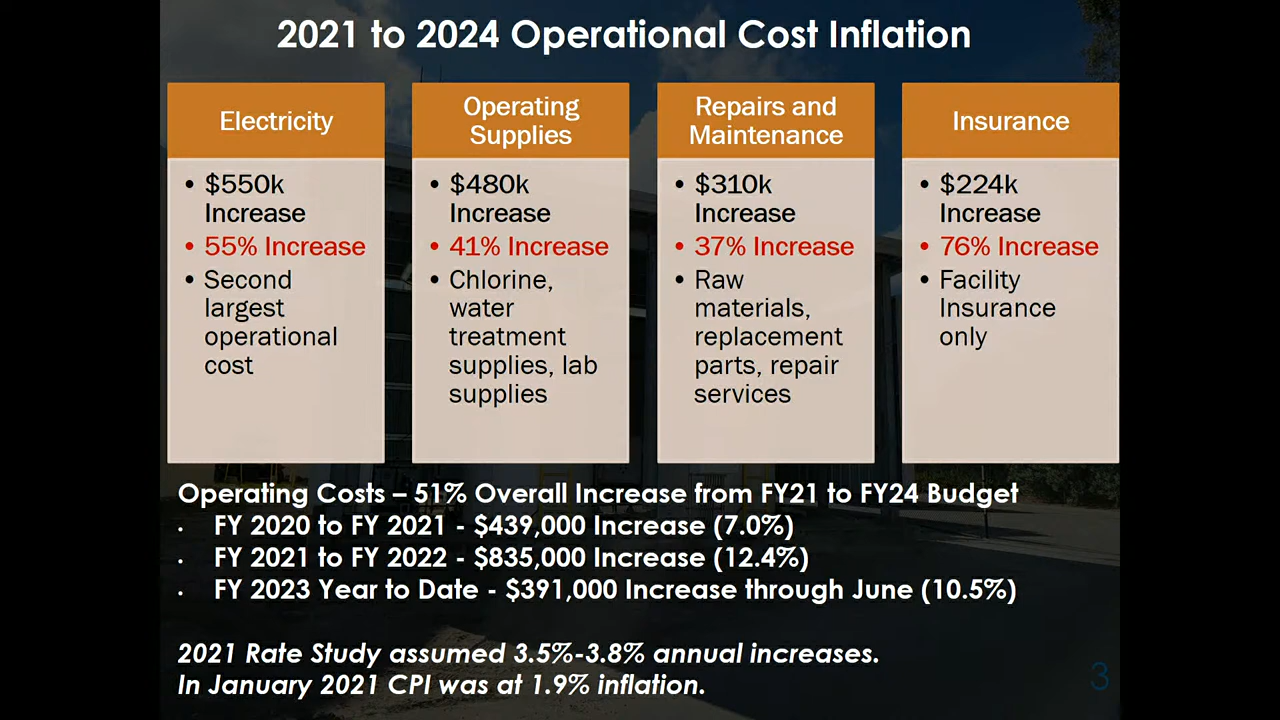 2021 to 2024 Operational Cost Inflation
Electricity
• $550k
Increase
• 55% Increase
• Second
largest
operational
cost
Operating
Supplies
• $480k
Increase
• 41% Increase
• Chlorine,
water
treatment
supplies, lab
supplies
Repairs and
Maintenance
• $310k
Increase
• 37% Increase
• Raw
materials,
replacement
parts, repair
services
Insurance
• $224k
Increase
• 76% Increase
• Facility
Insurance
only
Operating Costs – 51% Overall Increase from FY21 to FY24 Budget
• FY 2020 to FY 2021 - $439,000 Increase (7.0%)
• FY 2021 to FY 2022 - $835,000 Increase (12.4%)
• FY 2023 Year to Date - $391,000 Increase through June (10.5%)
2021 Rate Study assumed 3.5%-3.8% annual increases.
In January 2021 CPI was at 1.9% inflation.
3